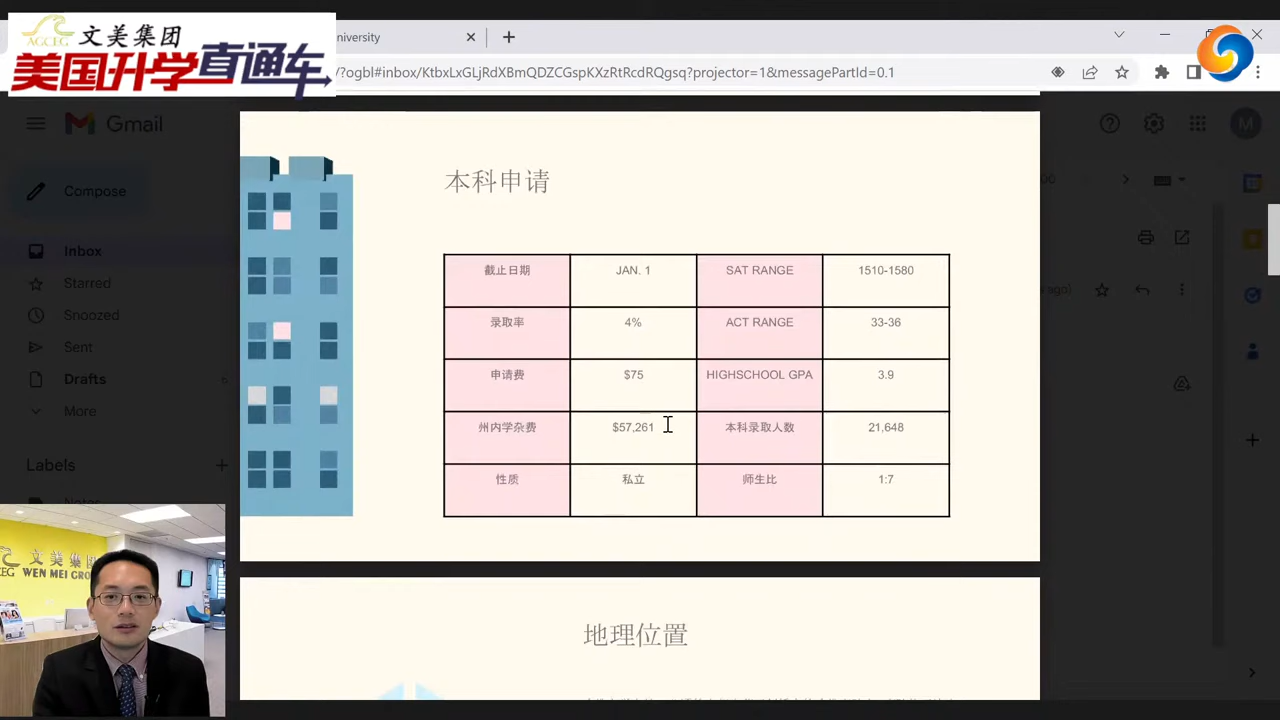 AGCEG 文美集团
美国升学直通车
niversity
/?ogbl#inbox/KtbxLxGLjRdXBmQDZCGspKXzRtRcdRQgsq?projector=1&messagePartId=0.1
Gmail
M
Compose
Inbox
Starred
Snoozed
Sent
Drafts
More
Labels
本科申请
截止日期 JAN. 1 SAT RANGE 1510-1580
录取率 4% ACT RANGE 33-36
申请费 $75 HIGHSCHOOL GPA 3.9
州内学杂费 $57,261 本科录取人数 21,648
性质 私立 师生比 1:7
地理位置
文美集团
CEG WEN MEI GRO